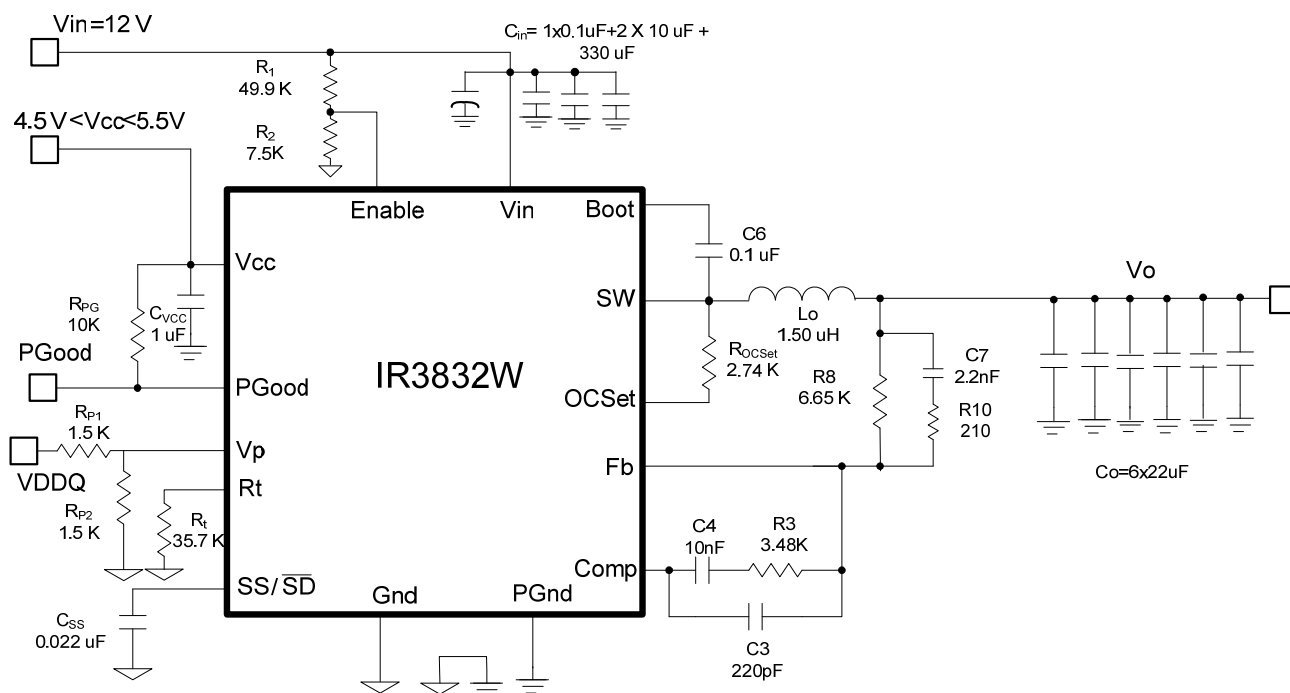 Vin=12 V
C_in= 1x0.1uF+2 X 10 uF +
330 uF
R1
49.9 K
4.5 V<Vcc<5.5V
R2
7.5K
Enable
Vin
Boot
C6
0.1 uF
Vcc
SW
Vo
RPG
10K
CVCC
1 uF
Lo
1.50 uH
PGood
PGood
IR3832W
ROCSet
2.74 K
OCSet
R8
6.65 K
C7
2.2nF
R10
210
RP1
1.5 K
Vp
VDDQ
Fb
Co=6x22uF
Rt
RP2
1.5 K
Rt
35.7 K
C4
10nF
R3
3.48K
Comp
SS/SD
Gnd
PGnd
CSS
0.022 uF
C3
220pF